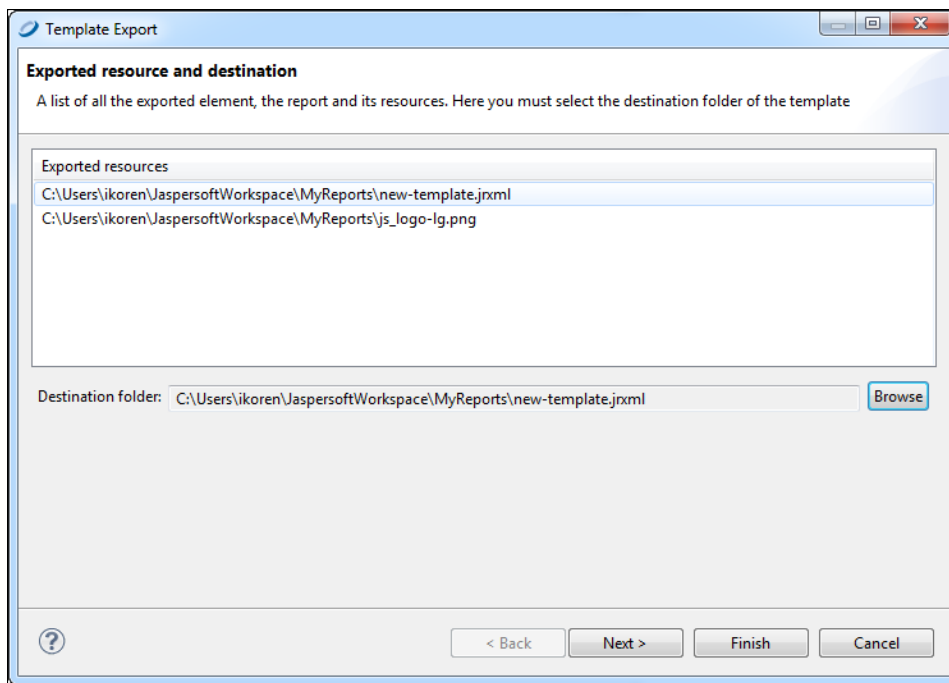 Template Export
Exported resource and destination
A list of all the exported element, the report and its resources. Here you must select the destination folder of the template
Exported resources
C:\Users\ikoren\JaspersoftWorkspace\MyReports\new-template.jrxml
C:\Users\ikoren\JaspersoftWorkspace\MyReports\js_logo-lg.png
Destination folder: C:\Users\ikoren\JaspersoftWorkspace\MyReports\new-template.jrxml Browse
? < Back Next > Finish Cancel